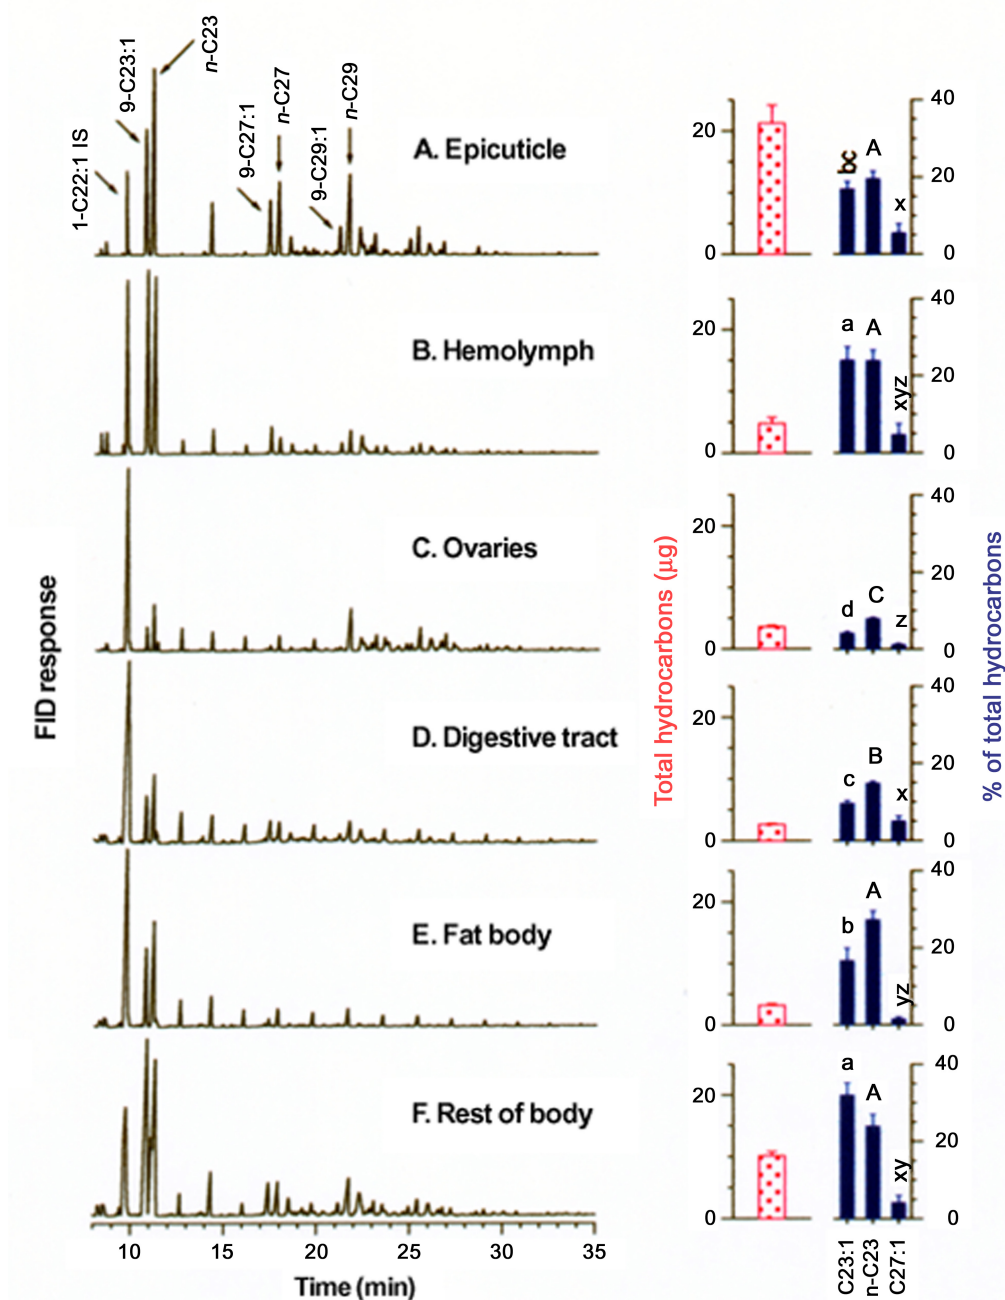 1-C22:1 IS
9-C23:1
n-C23
9-C27:1
n-C27
9-C29:1
n-C29
A. Epicuticle
20
0
bc
A
x
40
20
0
B. Hemolymph
20
0
a
A
xyz
40
20
0
C. Ovaries
20
0
d
C
z
40
20
0
D. Digestive tract
20
0
c
B
x
40
20
0
E. Fat body
20
0
b
A
yz
40
20
0
F. Rest of body
20
0
a
A
xy
40
20
0
FID response
Total hydrocarbons (µg)
% of total hydrocarbons
10
15
20
25
30
35
Time (min)
C23:1
n-C23
C27:1